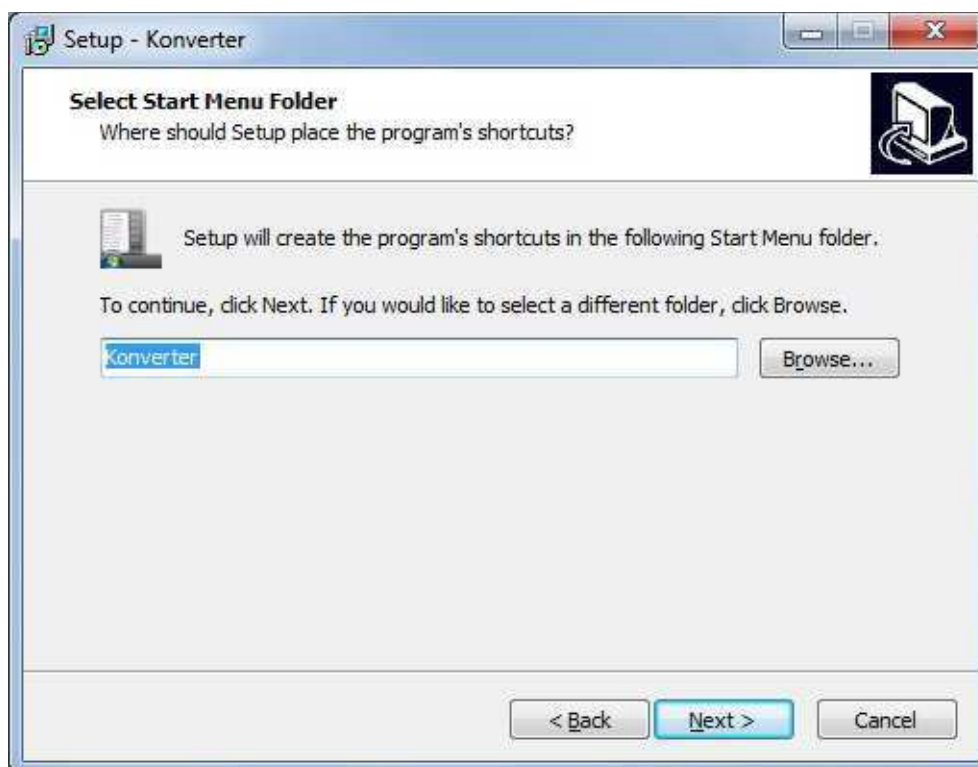 Setup - Konverter
Select Start Menu Folder
Where should Setup place the program's shortcuts?
Setup will create the program's shortcuts in the following Start Menu folder.
To continue, click Next. If you would like to select a different folder, click Browse.
Konverter
Browse...
< Back
Next >
Cancel